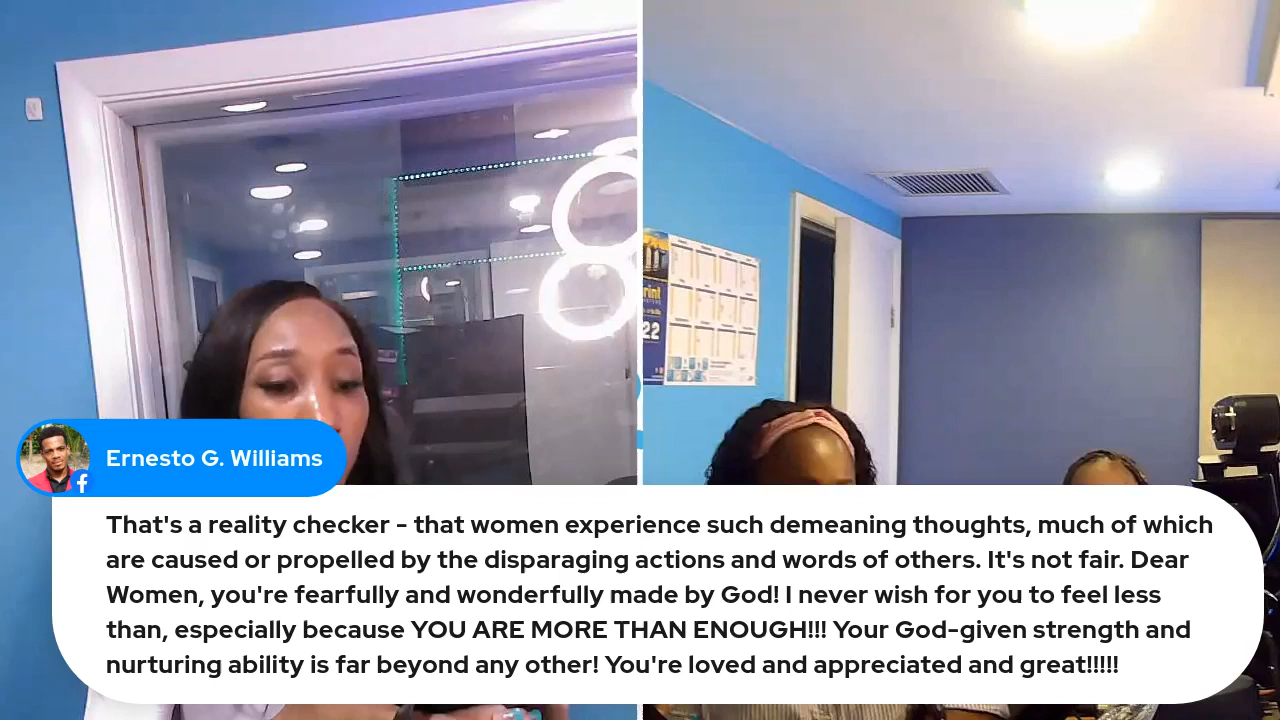 rint
22
Ernesto G. Williams
That's a reality checker - that women experience such demeaning thoughts, much of which
are caused or propelled by the disparaging actions and words of others. It's not fair. Dear
Women, you're fearfully and wonderfully made by God! I never wish for you to feel less
than, especially because YOU ARE MORE THAN ENOUGH!!! Your God-given strength and
nurturing ability is far beyond any other! You're loved and appreciated and great!!!!!